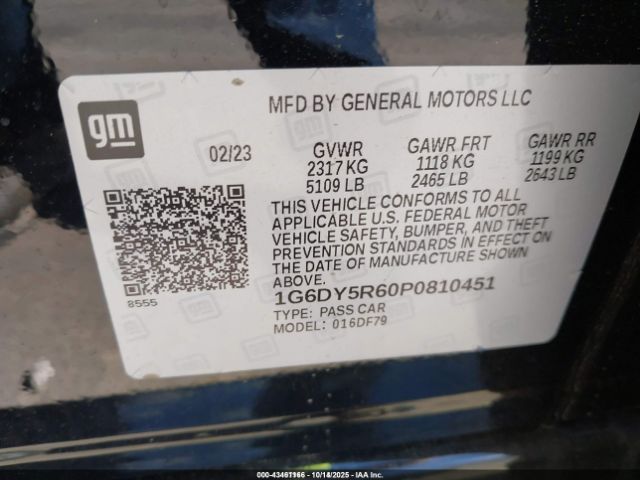 gm
MFD BY GENERAL MOTORS LLC
02/23
GVWR
2317 KG
5109 LB
GAWR FRT
1118 KG
2465 LB
GAWR RR
1199 KG
2643 LB
THIS VEHICLE CONFORMS TO ALL
APPLICABLE U.S. FEDERAL MOTOR
VEHICLE SAFETY, BUMPER, AND THEFT
PREVENTION STANDARDS IN EFFECT ON
THE DATE OF MANUFACTURE SHOWN
ABOVE.
8555
1G6DY5R60P0810451
TYPE: PASS CAR
MODEL: 016DF79
000-43461166 - 10/14/2025 - IAAI.COM